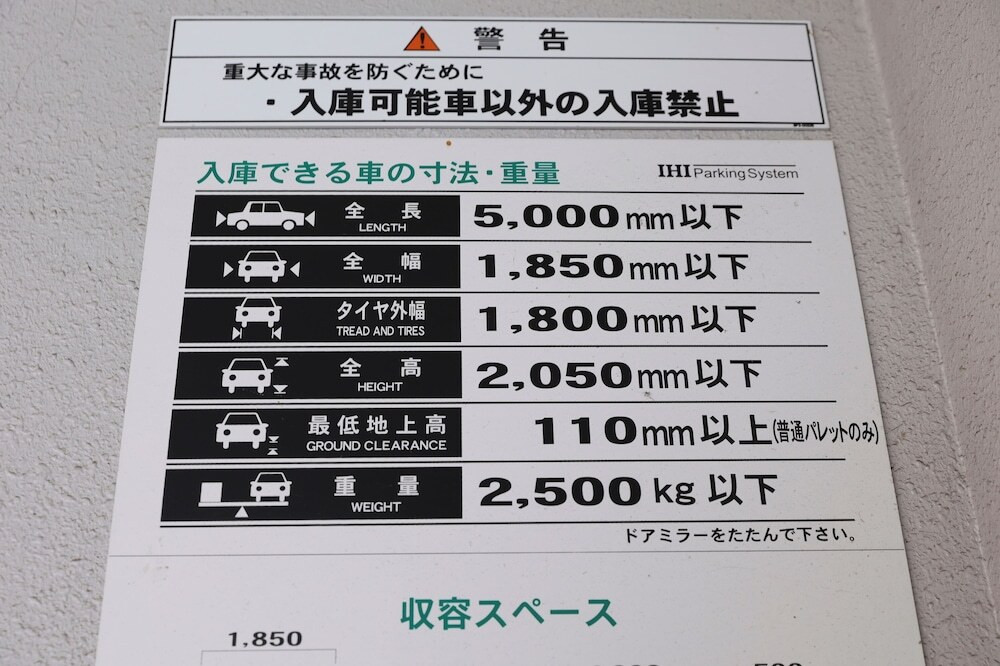 警告
重大な事故を防ぐために
・入庫可能車以外の入庫禁止
入庫できる車の寸法・重量
IHI Parking System
全長 LENGTH 5,000mm以下
全幅 WIDTH 1,850mm以下
タイヤ外幅 TREAD AND TIRES 1,800mm以下
全高 HEIGHT 2,050mm以下
最低地上高 GROUND CLEARANCE 110mm以上(普通パレットのみ)
重量 WEIGHT 2,500kg以下
ドアミラーをたたんで下さい。
収容スペース
1,850